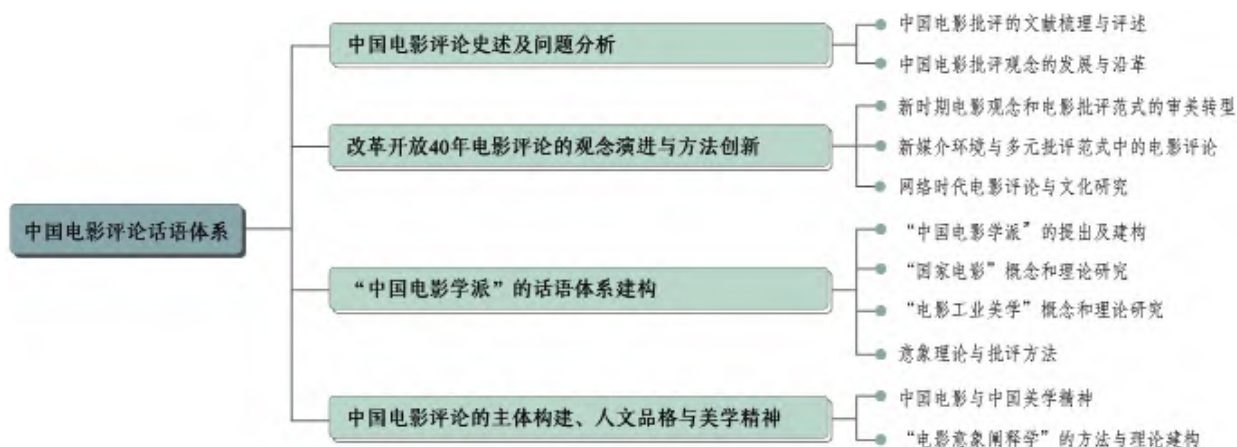 中国电影评论话语体系
中国电影评论史述及问题分析
中国电影批评的文献梳理与评述
中国电影批评观念的发展与沿革
改革开放40年电影评论的观念演进与方法创新
新时期电影观念和电影批评范式的审美转型
新媒介环境与多元批评范式中的电影评论
网络时代电影评论与文化研究
“中国电影学派”的话语体系建构
“中国电影学派”的提出及建构
“国家电影”概念和理论研究
“电影工业美学”概念和理论研究
意象理论与批评方法
中国电影评论的主体构建、人文品格与美学精神
中国电影与中国美学精神
“电影意象阐释学”的方法与理论建构